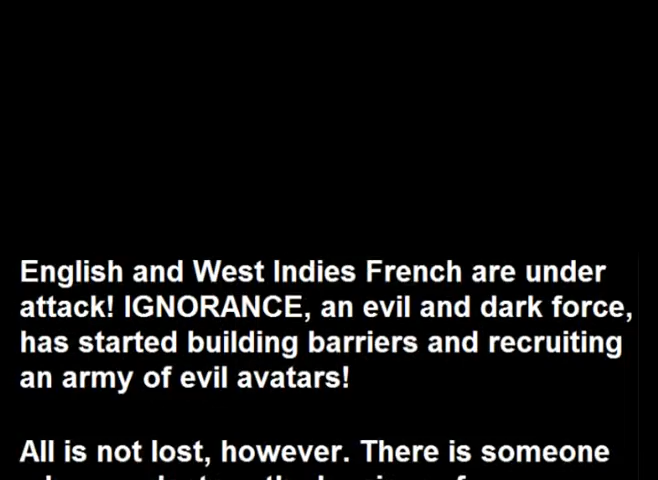 English and West Indies French are under
attack! IGNORANCE, an evil and dark force,
has started building barriers and recruiting
an army of evil avatars!
All is not lost, however. There is someone